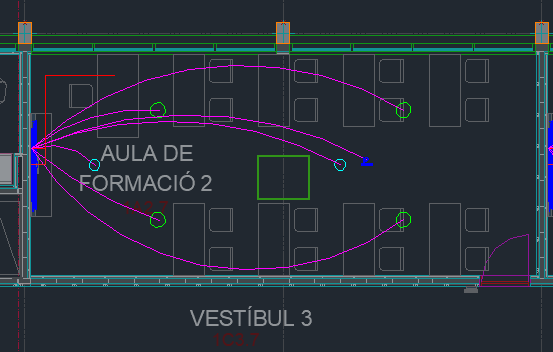 AULA DE
FORMACIÓ 2
VESTÍBUL 3